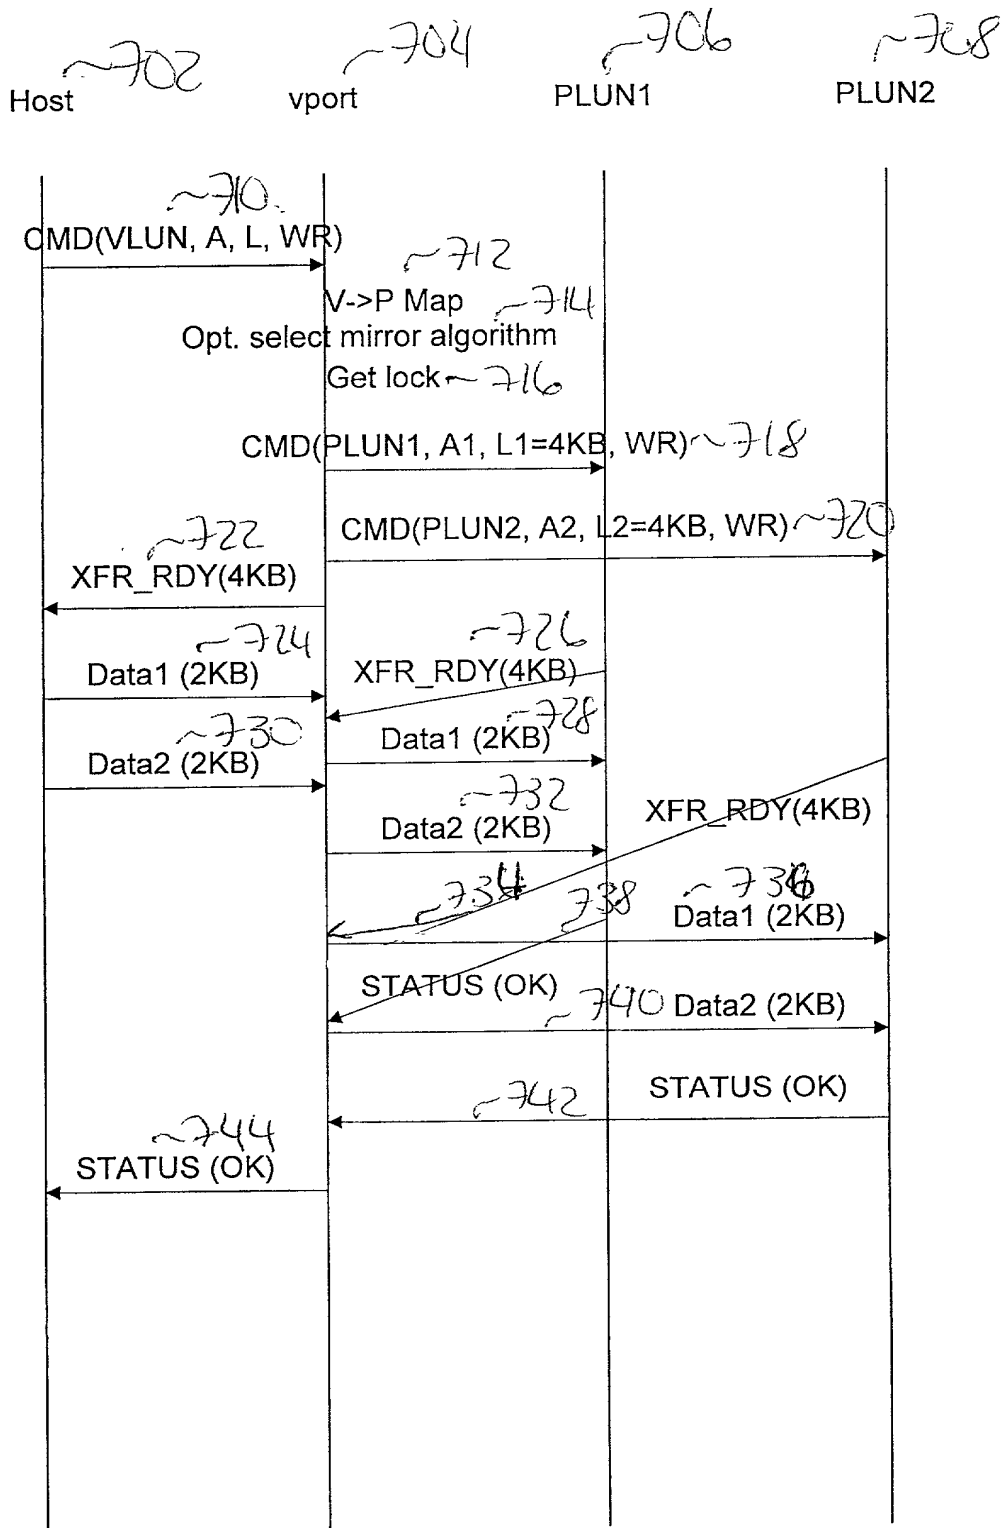 ~702 ~704 ~706 ~708
Host vport PLUN1 PLUN2
~710
CMD(VLUN, A, L, WR)
~712
V->P Map ~714
Opt. select mirror algorithm
Get lock ~716
CMD(PLUN1, A1, L1=4KB, WR) ~718
CMD(PLUN2, A2, L2=4KB, WR) ~720
~722
XFR_RDY(4KB)
~724 ~726
Data1 (2KB) XFR_RDY(4KB)
~730 ~728
Data2 (2KB) Data1 (2KB)
~732
Data2 (2KB) XFR_RDY(4KB)
~734 738 ~736
Data1 (2KB)
STATUS (OK) ~740 Data2 (2KB)
~742 STATUS (OK)
~744
STATUS (OK)